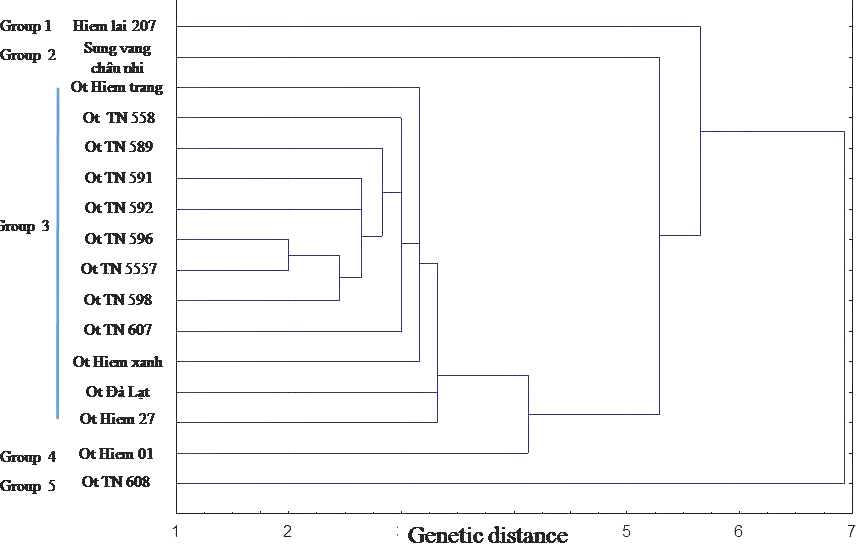 Group 1 Hiem lai 207
Group 2 Sung vang
châu nhi
Ot Hiem trang
Ot TN 558
Ot TN 589
Ot TN 591
Ot TN 592
Group 3
Ot TN 596
Ot TN 5557
Ot TN 598
Ot TN 607
Ot Hiem xanh
Ot Đà Lạt
Ot Hiem 27
Group 4 Ot Hiem 01
Group 5 Ot TN 608
1 2 5 6 7
Genetic distance